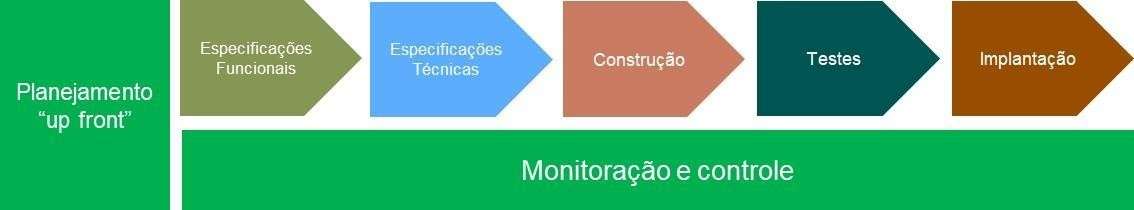 Planejamento
“up front”
Especificações
Funcionais
Especificações
Técnicas
Construção
Testes
Implantação
Monitoração e controle